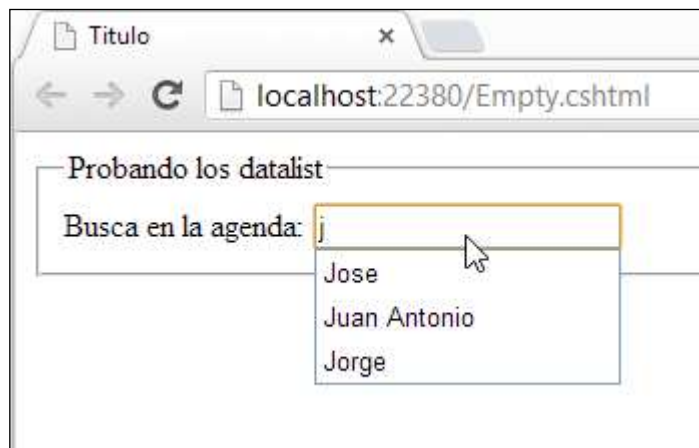 Titulo
localhost:22380/Empty.cshtml
Probando los datalist
Busca en la agenda: j
Jose
Juan Antonio
Jorge